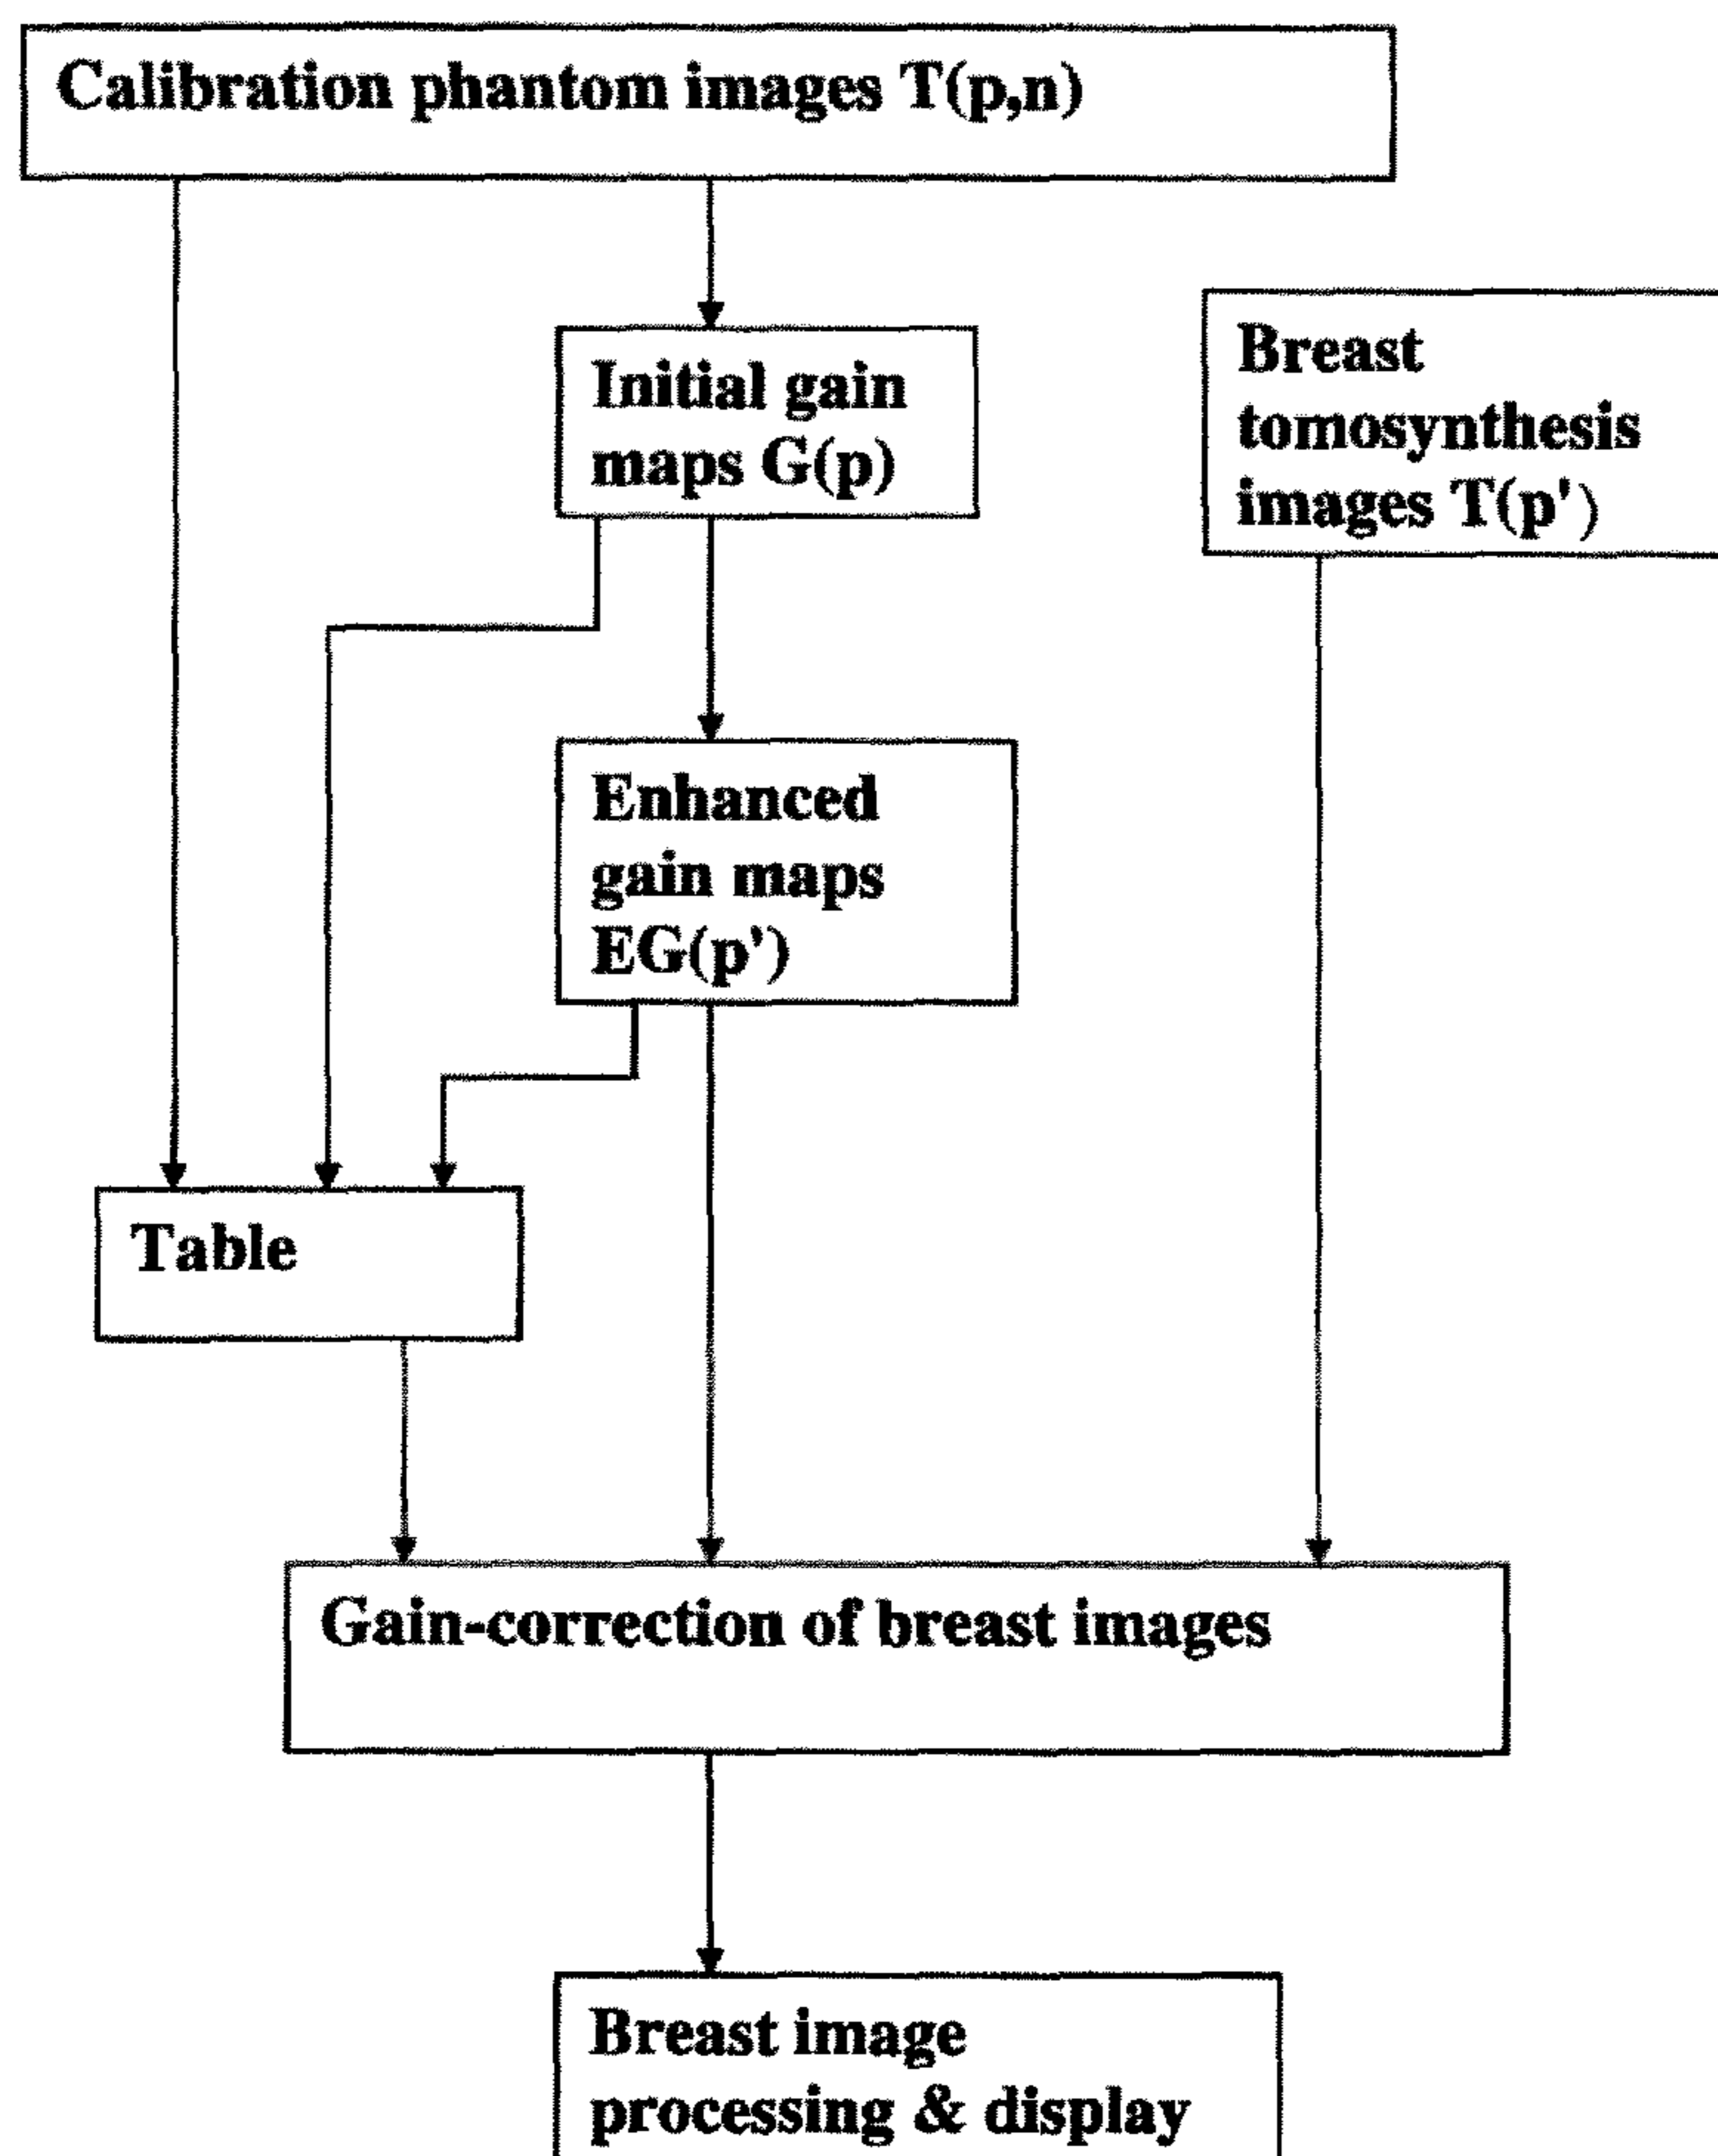 Calibration phantom images T(p,n)
Initial gain
maps G(p)
Breast
tomosynthesis
images T(p')
Enhanced
gain maps
EG(p')
Table
Gain-correction of breast images
Breast image
processing & display